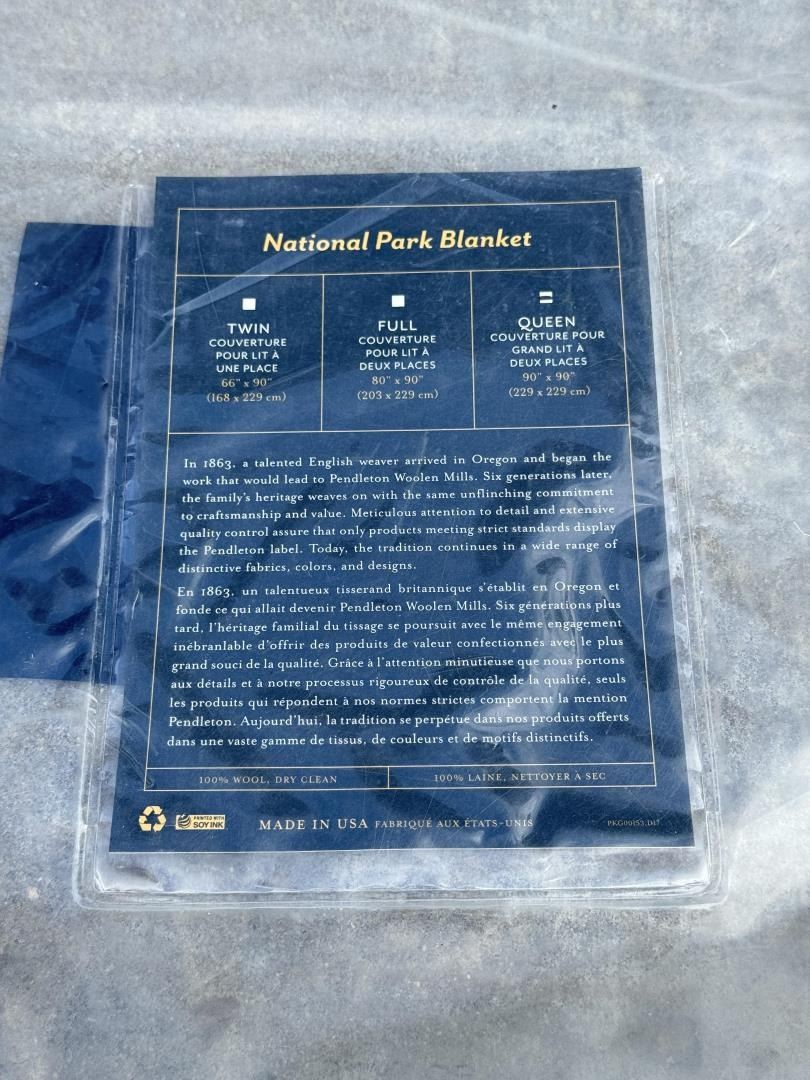 National Park Blanket
TWIN
COUVERTURE
POUR LIT À
UNE PLACE
66" x 90"
(168 x 229 cm)
FULL
COUVERTURE
POUR LIT À
DEUX PLACES
80" x 90"
(203 x 229 cm)
QUEEN
COUVERTURE POUR
GRAND LIT À
DEUX PLACES
90" x 90"
(229 x 229 cm)
In 1863, a talented English weaver arrived in Oregon and began the
work that would lead to Pendleton Woolen Mills. Six generations later,
the family's heritage weaves on with the same unflinching commitment
to craftsmanship and value. Meticulous attention to detail and extensive
quality control assure that only products meeting strict standards display
the Pendleton label. Today, the tradition continues in a wide range of
distinctive fabrics, colors, and designs.
En 1863, un talentueux tisserand britannique s'établit en Oregon et
fonde ce qui allait devenir Pendleton Woolen Mills. Six générations plus
tard, l'héritage familial du tissage se poursuit avec le même engagement
inébranlable d'offrir des produits de valeur confectionnés avec le plus
grand souci de la qualité. Grâce à l'attention minutieuse que nous portons
aux détails et à notre processus rigoureux de contrôle de la qualité, seuls
les produits qui répondent à nos normes strictes comportent la mention
Pendleton. Aujourd'hui, la tradition se perpétue dans nos produits offerts
dans une vaste gamme de tissus, de couleurs et de motifs distinctifs.
100% WOOL, DRY CLEAN
100% LAINE, NETTOYER À SEC
PRINTED WITH
SOY INK
MADE IN USA FABRIQUÉ AUX ÉTATS-UNIS